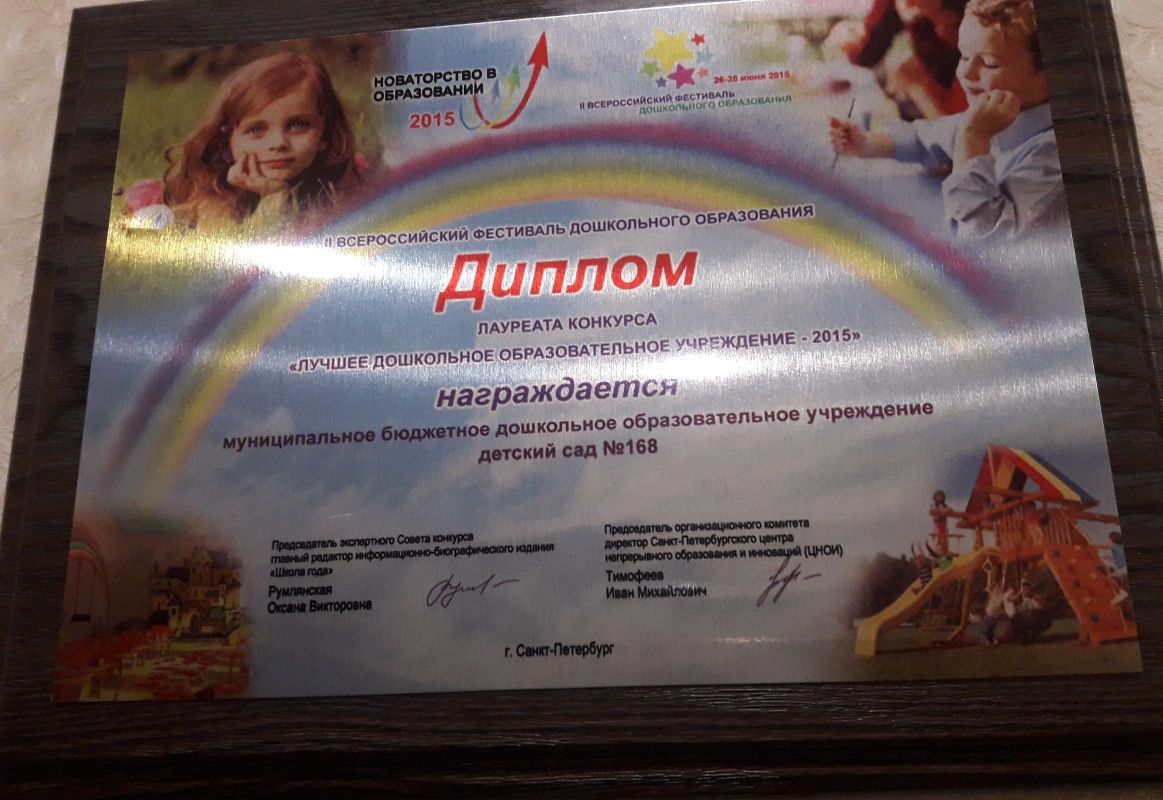 НОВАТОРСТВО В
ОБРАЗОВАНИИ
2015
26-28 июня 2015
II ВСЕРОССИЙСКИЙ ФЕСТИВАЛЬ
ДОШКОЛЬНОГО ОБРАЗОВАНИЯ
II ВСЕРОССИЙСКИЙ ФЕСТИВАЛЬ ДОШКОЛЬНОГО ОБРАЗОВАНИЯ
Диплом
ЛАУРЕАТА КОНКУРСА
«ЛУЧШЕЕ ДОШКОЛЬНОЕ ОБРАЗОВАТЕЛЬНОЕ УЧРЕЖДЕНИЕ - 2015»
награждается
муниципальное бюджетное дошкольное образовательное учреждение
детский сад №168
Председатель экспертного Совета конкурса
главный редактор информационно-биографического издания
«Школа года»
Румлянская
Оксана Викторовна
Председатель организационного комитета
директор Санкт-Петербургского центра
непрерывного образования и инноваций (ЦНОИ)
Тимофеев
Иван Михайлович
г. Санкт-Петербург